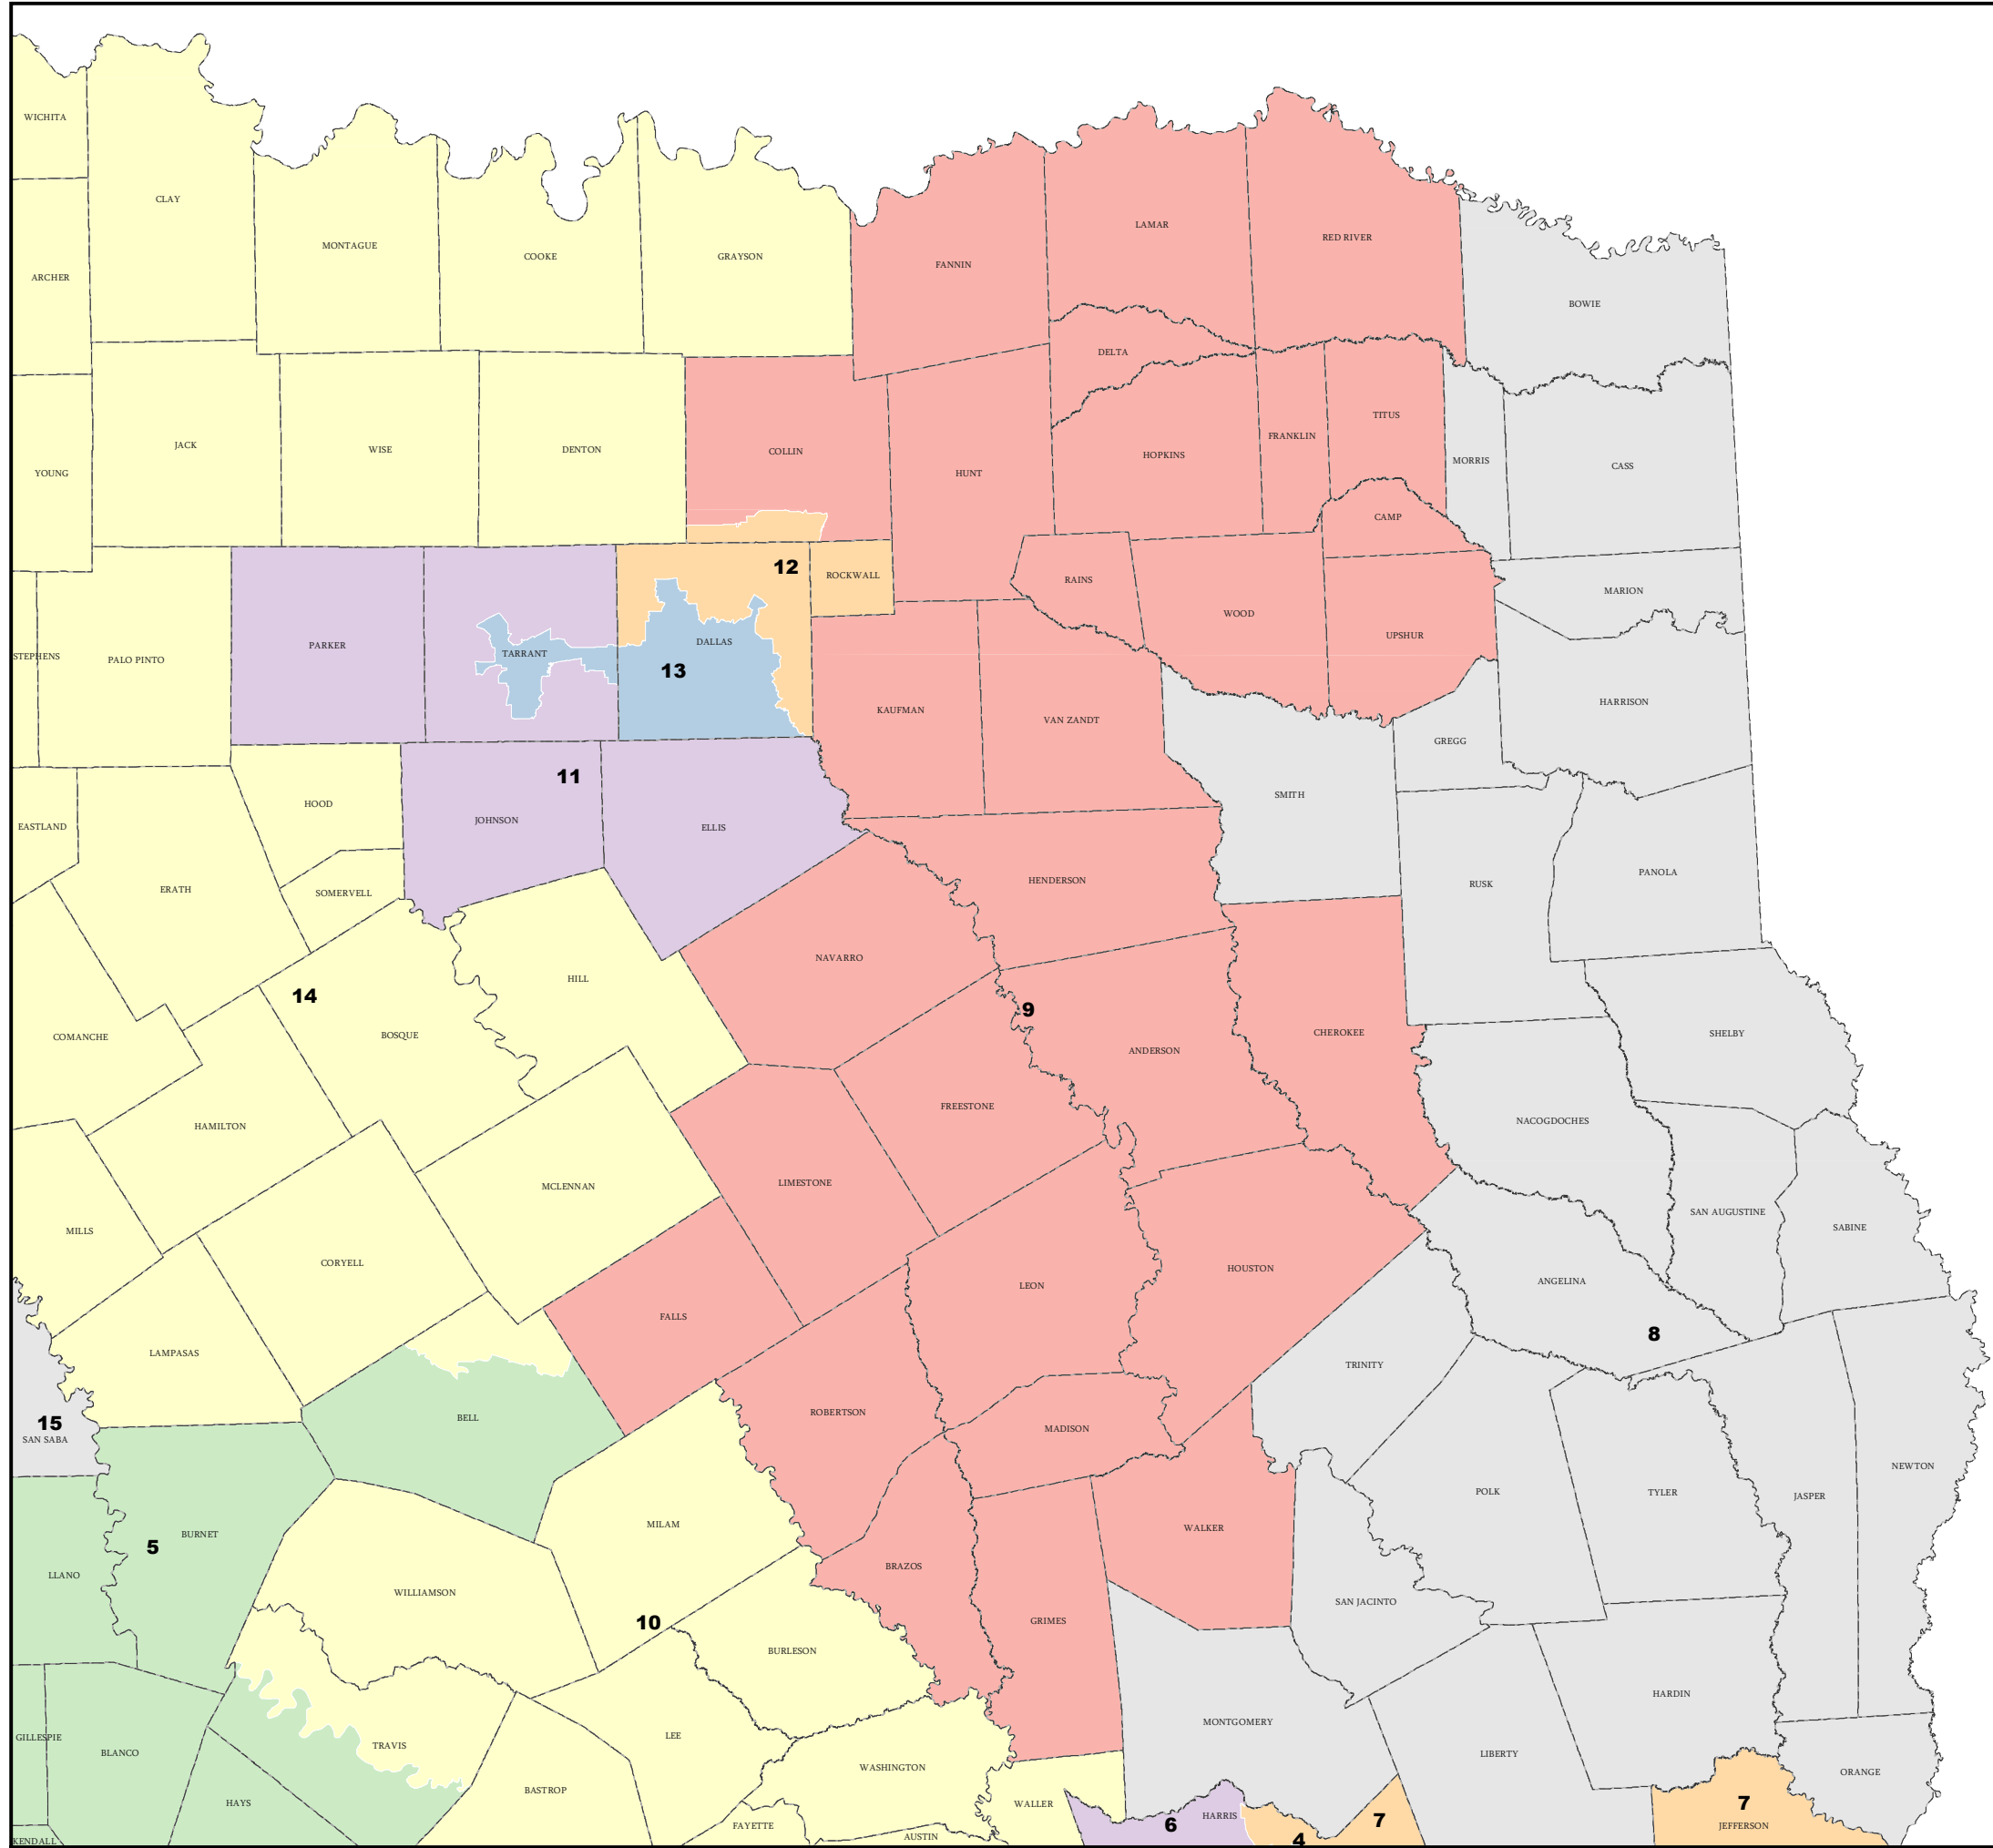 WICHITA
CLAY
LAMAR
RED RIVER
MONTAGUE
COOKE
GRAYSON
FANNIN
ARCHER
BOWIE
DELTA
TITUS
JACK
WISE
DENTON
COLLIN
HOPKINS
FRANKLIN
MORRIS
CASS
YOUNG
HUNT
CAMP
12
ROCKWALL
RAINS
MARION
WOOD
UPSHUR
PARKER
DALLAS
TARRANT
STEPHENS
PALO PINTO
13
HARRISON
KAUFMAN
VAN ZANDT
GREGG
11
SMITH
HOOD
JOHNSON
ELLIS
EASTLAND
PANOLA
HENDERSON
RUSK
ERATH
SOMERVELL
NAVARRO
HILL
14
9
COMANCHE
BOSQUE
ANDERSON
CHEROKEE
SHELBY
FREESTONE
NACOGDOCHES
HAMILTON
LIMESTONE
MCLENNAN
SAN AUGUSTINE
SABINE
MILLS
CORYELL
HOUSTON
ANGELINA
LEON
FALLS
8
LAMPASAS
TRINITY
ROBERTSON
BELL
15
SAN SABA
MADISON
NEWTON
POLK
TYLER
JASPER
MILAM
WALKER
BURNET
5
LLANO
BRAZOS
WILLIAMSON
SAN JACINTO
10
GRIMES
BURLESON
HARDIN
MONTGOMERY
LEE
GILLESPIE
TRAVIS
BLANCO
LIBERTY
WASHINGTON
ORANGE
BASTROP
HAYS
WALLER
7
HARRIS
7
6
FAYETTE
JEFFERSON
AUSTIN
4
KENDALL